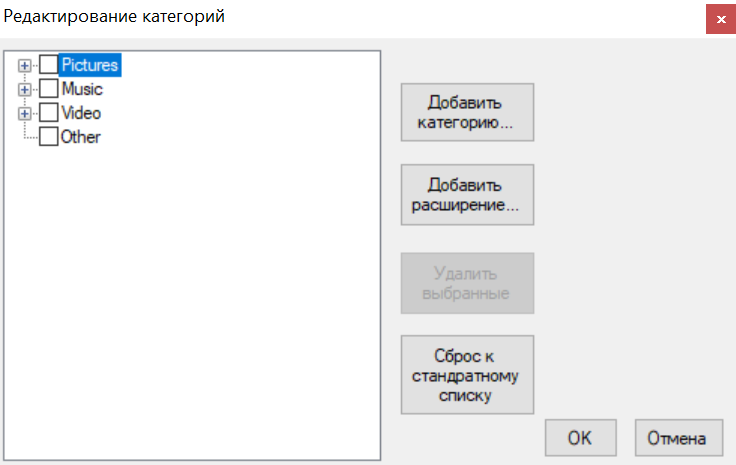 Редактирование категорий
Pictures
Music
Video
Other
Добавить
категорию...
Добавить
расширение...
Удалить
выбранные
Сброс к
стандратному
списку
OK
Отмена